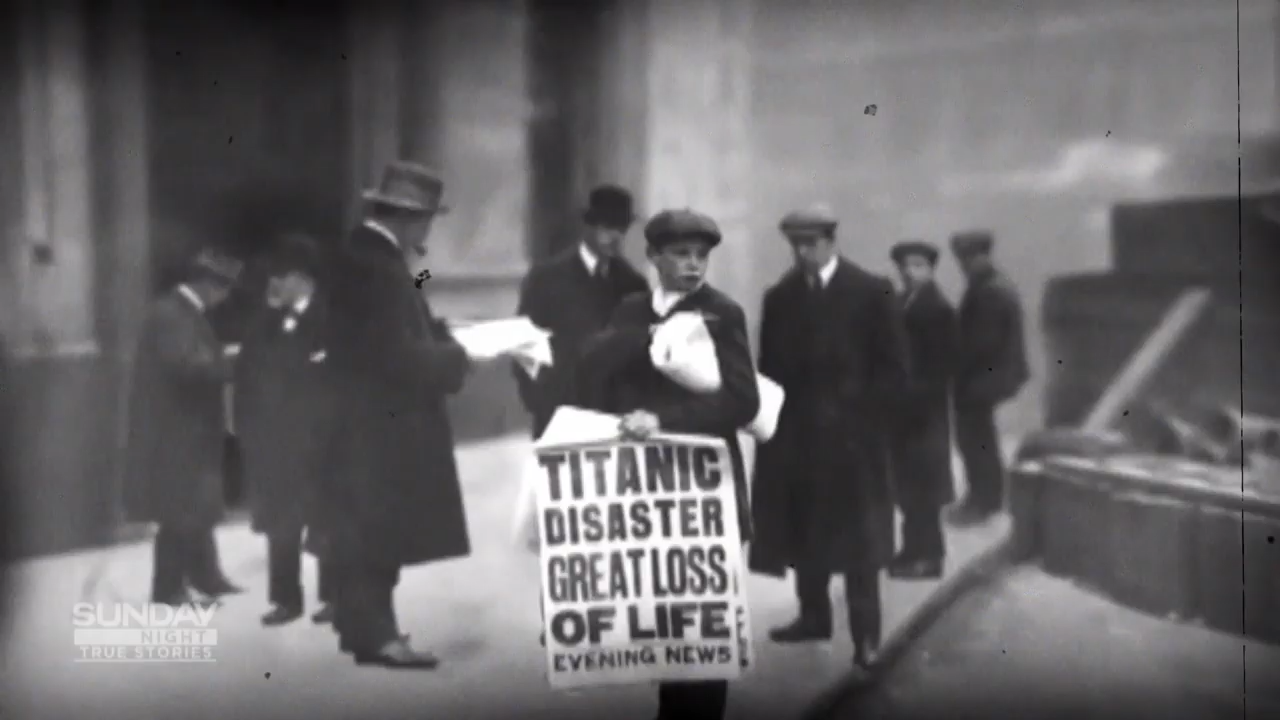 TITANIC
DISASTER
GREAT LOSS
OF LIFE
EVENING NEWS
SUNDAY
NIGHT
TRUE STORIES